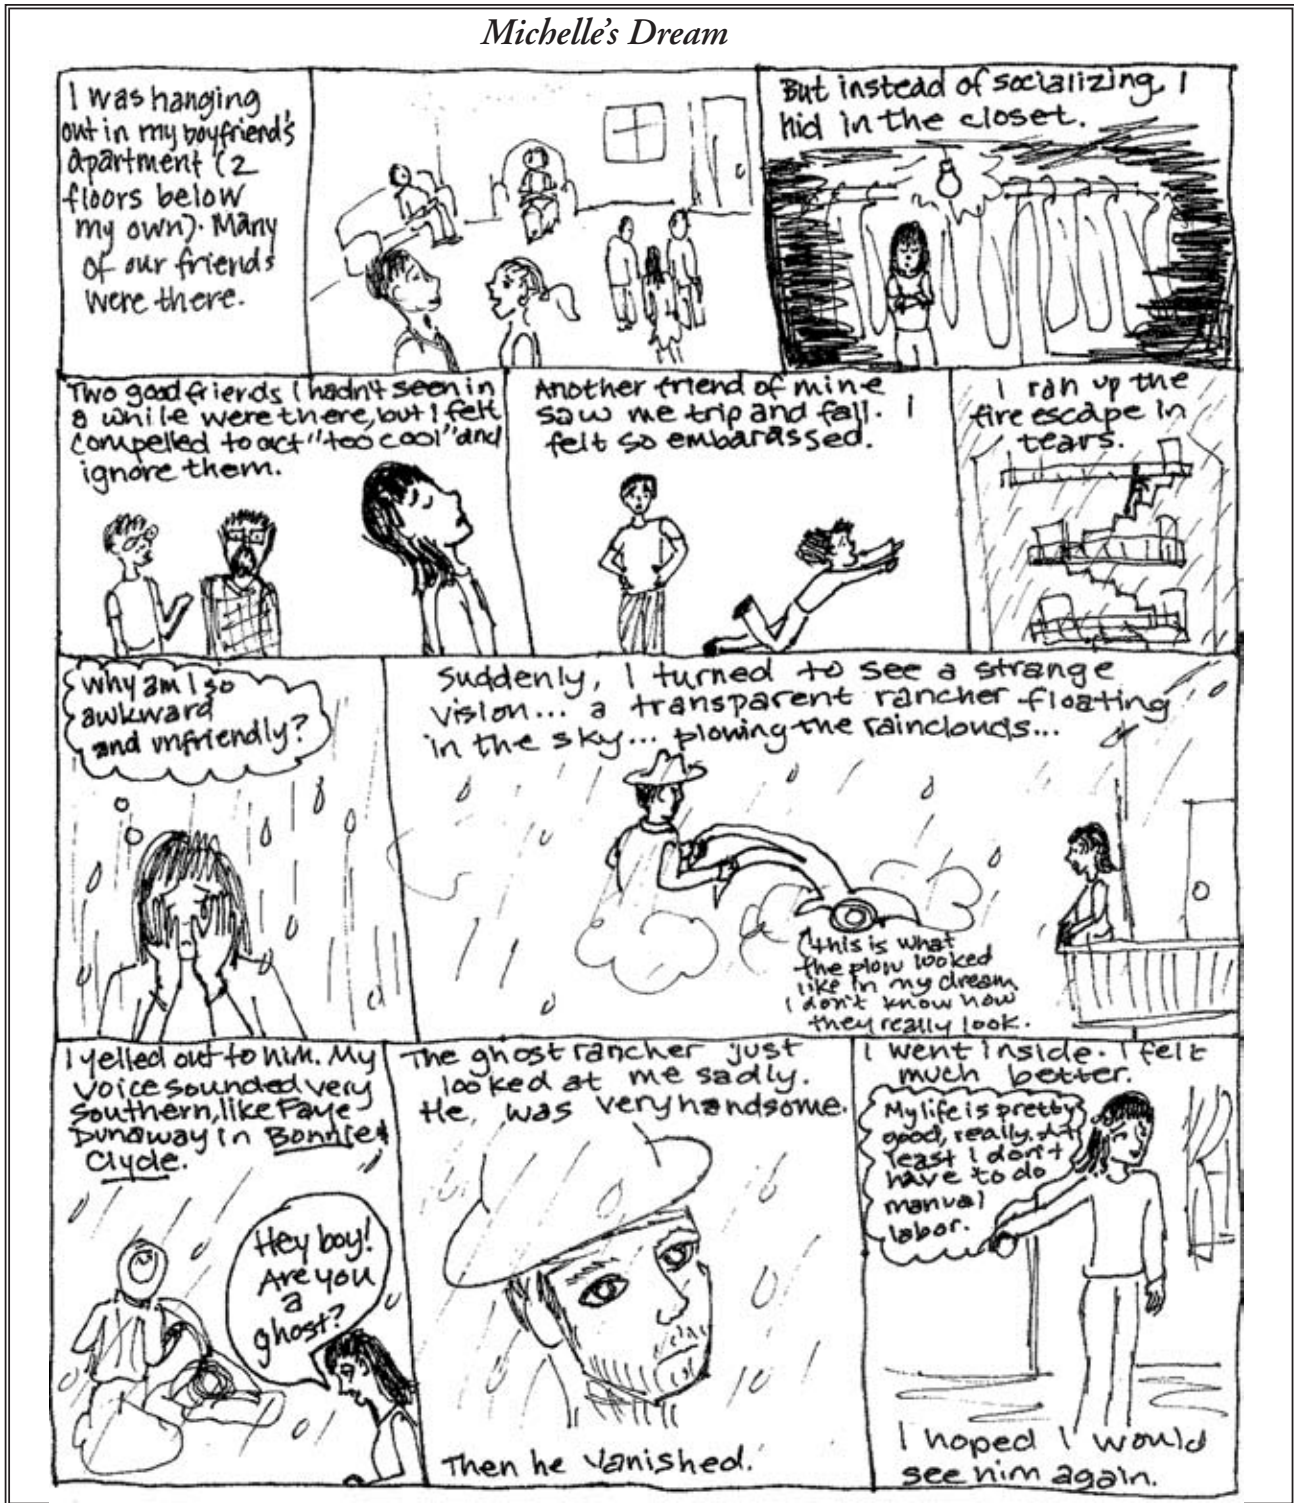 Michelle's Dream
I was hanging
out in my boyfriend's
apartment (2
floors below
my own). Many
of our friends
were there.
But instead of socializing, I
hid in the closet.
Two good friends I hadn't seen in
a while were there, but I felt
compelled to act "too cool" and
ignore them.
Another friend of mine
saw me trip and fall. I
felt so embarassed.
I ran up the
fire escape in
tears.
Why am I so
awkward
and unfriendly?
Suddenly, I turned to see a strange
vision... a transparent rancher floating
in the sky... plowing the rainclouds...
this is what
the plow looked
like in my dream,
I don't know how
they really look.
I yelled out to him. My
voice sounded very
Southern, like Faye
Dunaway in Bonnie &
Clyde.
Hey boy!
Are you
a
ghost?
The ghost rancher just
looked at me sadly.
He was very handsome.
Then he vanished.
I went inside. I felt
much better.
My life is pretty
good, really. At
least I don't
have to do
manual
labor.
I hoped I would
see him again.